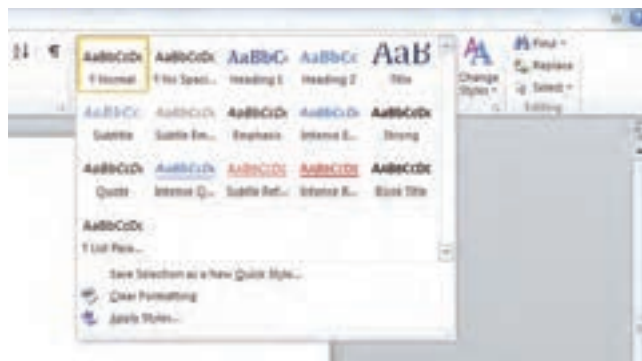 AaBbCcDc AaBbCcDc AaBbC AaBbCc AaB
¶ Normal ¶ No Spaci... Heading 1 Heading 2 Title
Change Styles
Find
Replace
Select
Editing
AaBbCc AaBbCcDc AaBbCcDc AaBbCcDc AaBbCcDc
Subtitle Subtle Em... Emphasis Intense E... Strong
AaBbCcDc AaBbCcDc AaBbCcDc AaBbCcDc AaBbCcDc
Quote Intense Q... Subtle Ref... Intense R... Book Title
AaBbCcDc
¶ List Para...
Save Selection as a New Quick Style...
Clear Formatting
Apply Styles...